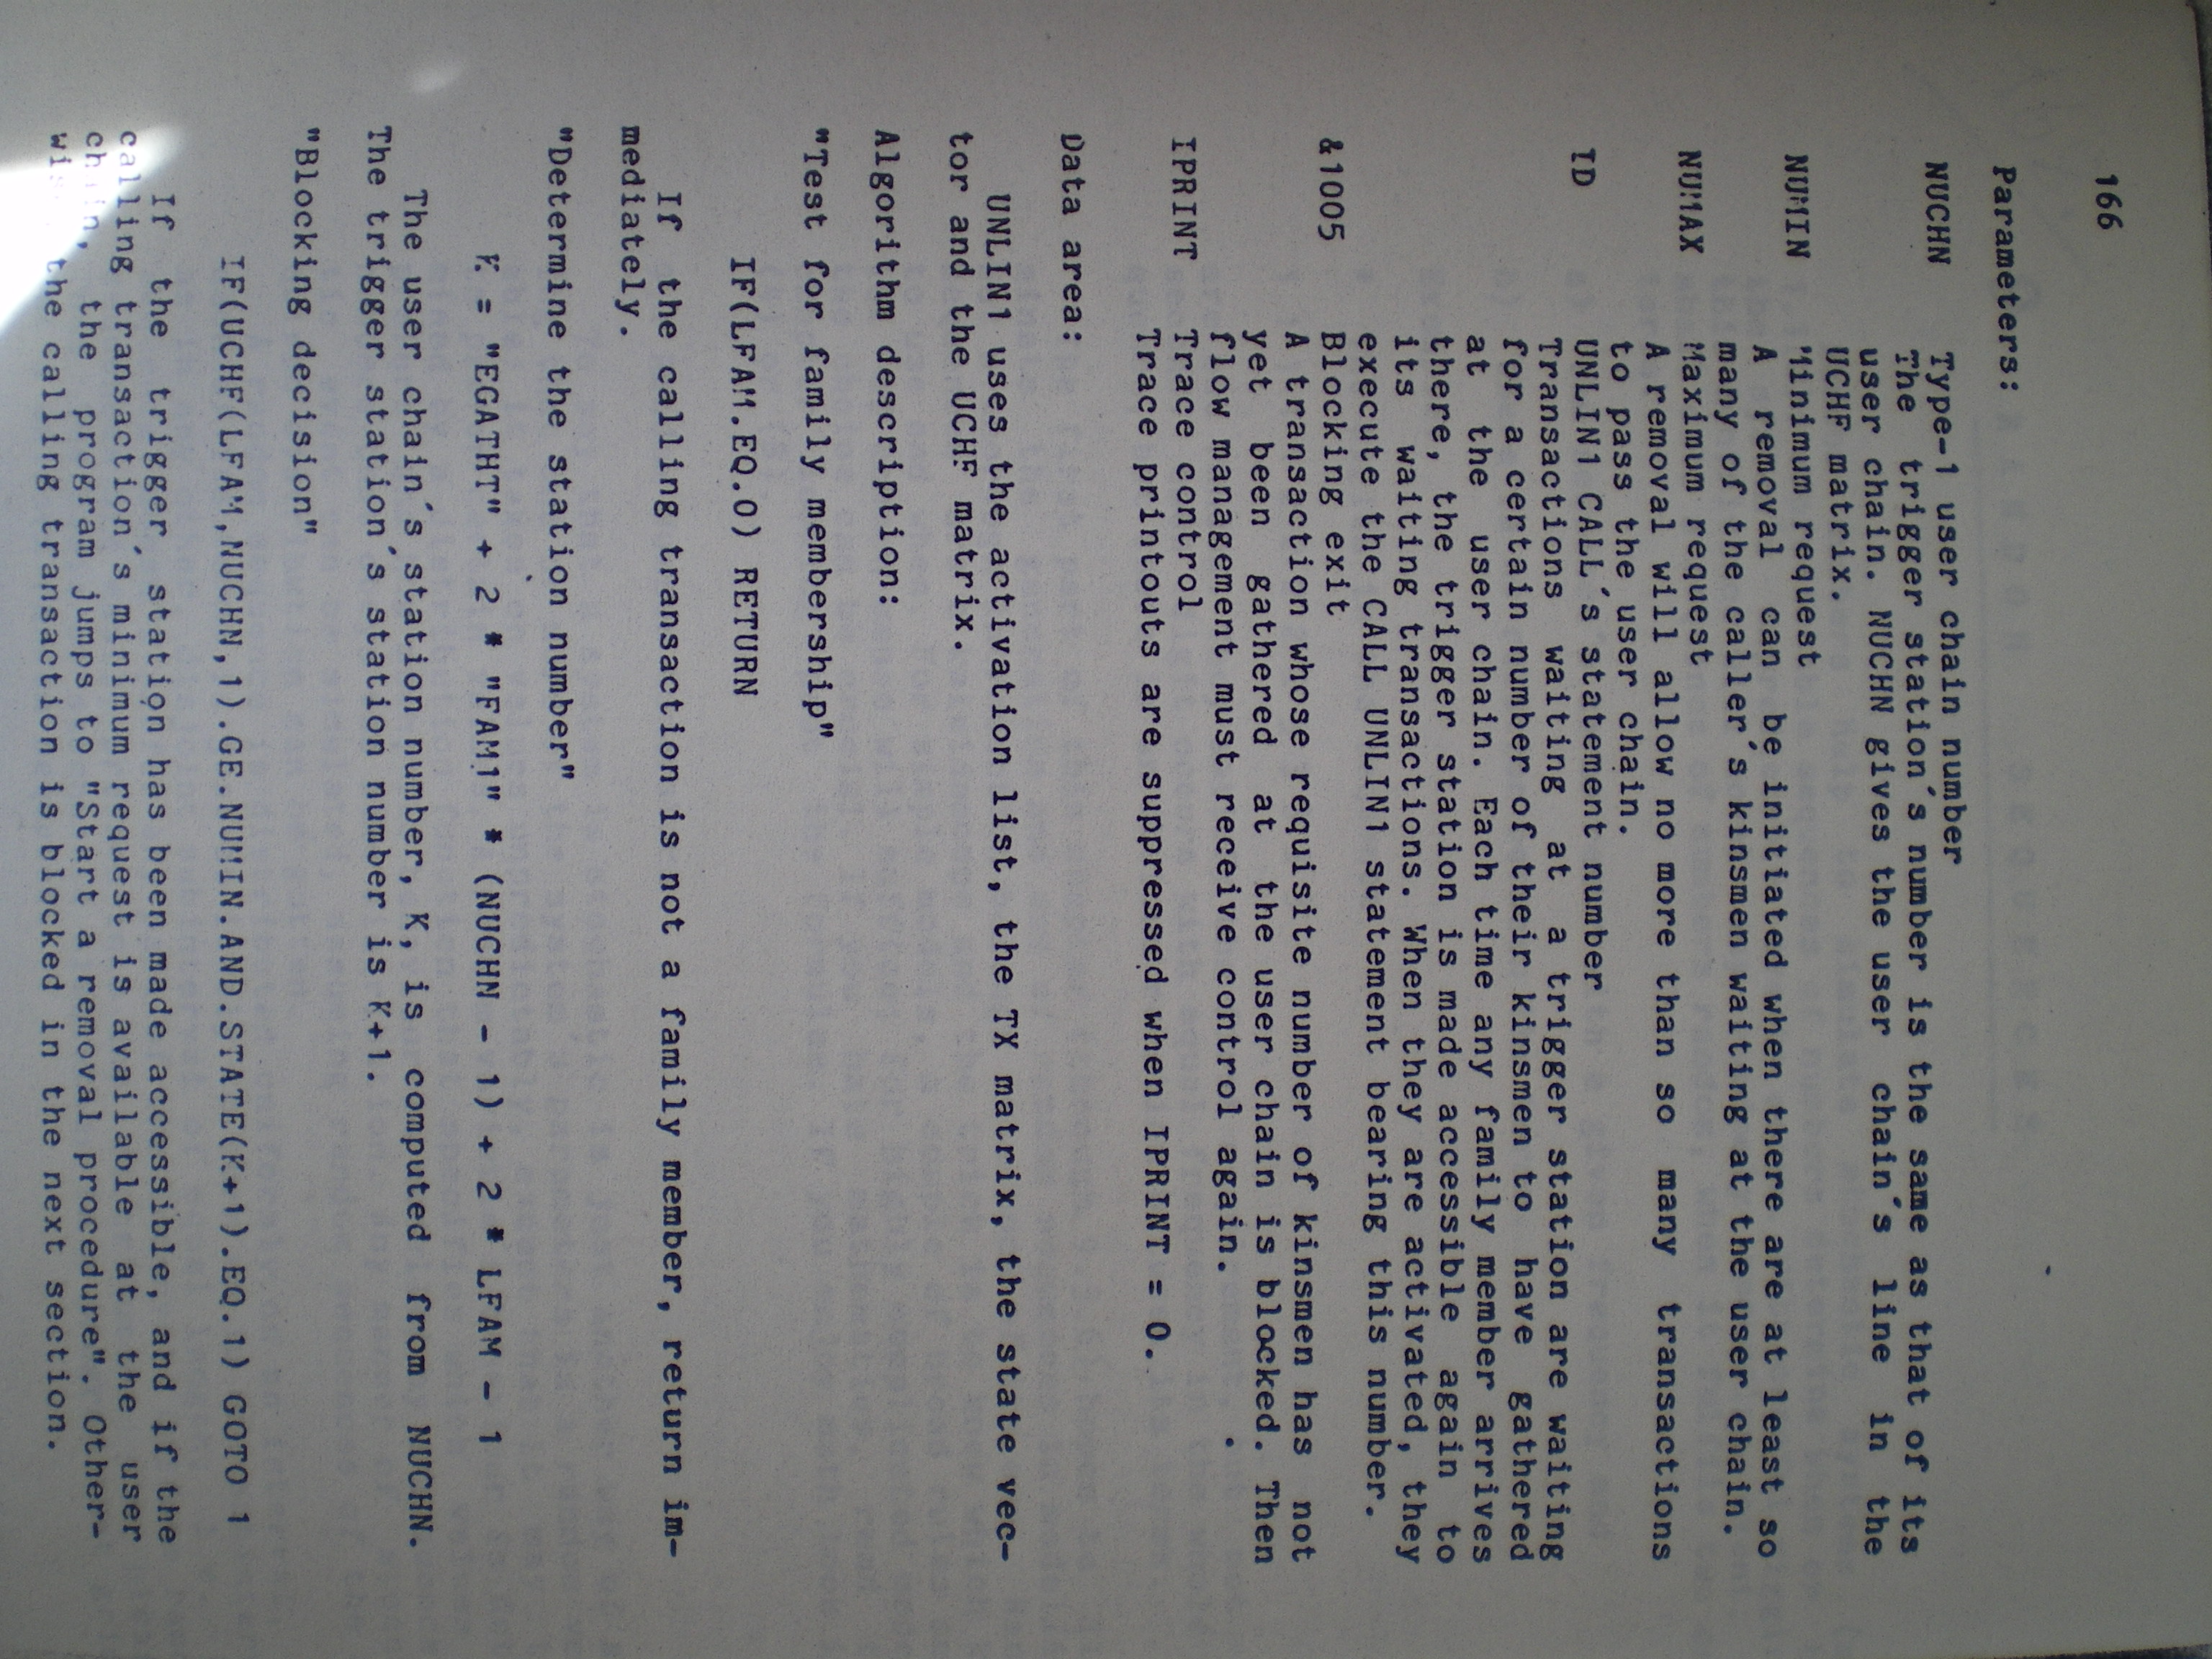 166
Parameters:
NUCHN Type-1 user chain number
The trigger station's number is the same as that of its
user chain. NUCHN gives the user chain's line in the
UCHF matrix.
NUMIN Minimum request
A removal can be initiated when there are at least so
many of the caller's kinsmen waiting at the user chain.
NUMAX Maximum request
A removal will allow no more than so many transactions
to pass the user chain.
ID UNLIN1 CALL's statement number
Transactions waiting at a trigger station are waiting
for a certain number of their kinsmen to have gathered
at the user chain. Each time any family member arrives
there, the trigger station is made accessible again to
its waiting transactions. When they are activated, they
execute the CALL UNLIN1 statement bearing this number.
&1005 Blocking exit
A transaction whose requisite number of kinsmen has not
yet been gathered at the user chain is blocked. Then
flow management must receive control again.
IPRINT Trace control
Trace printouts are suppressed when IPRINT = 0.
Data area:
UNLIN1 uses the activation list, the TX matrix, the state vec-
tor and the UCHF matrix.
Algorithm description:
"Test for family membership"
IF(LFAM.EQ.0) RETURN
If the calling transaction is not a family member, return im-
mediately.
"Determine the station number"
K = "EGATHT" + 2 * "FAM1" * (NUCHN - 1) + 2 * LFAM - 1
The user chain's station number, K, is computed from NUCHN.
The trigger station's station number is K+1.
"Blocking decision"
IF(UCHF(LFAM,NUCHN,1).GE.NUMIN.AND.STATE(K+1).EQ.1) GOTO 1
If the trigger station has been made accessible, and if the
calling transaction's minimum request is available at the user
chain, the program jumps to "Start a removal procedure". Other-
wise the calling transaction is blocked in the next section.